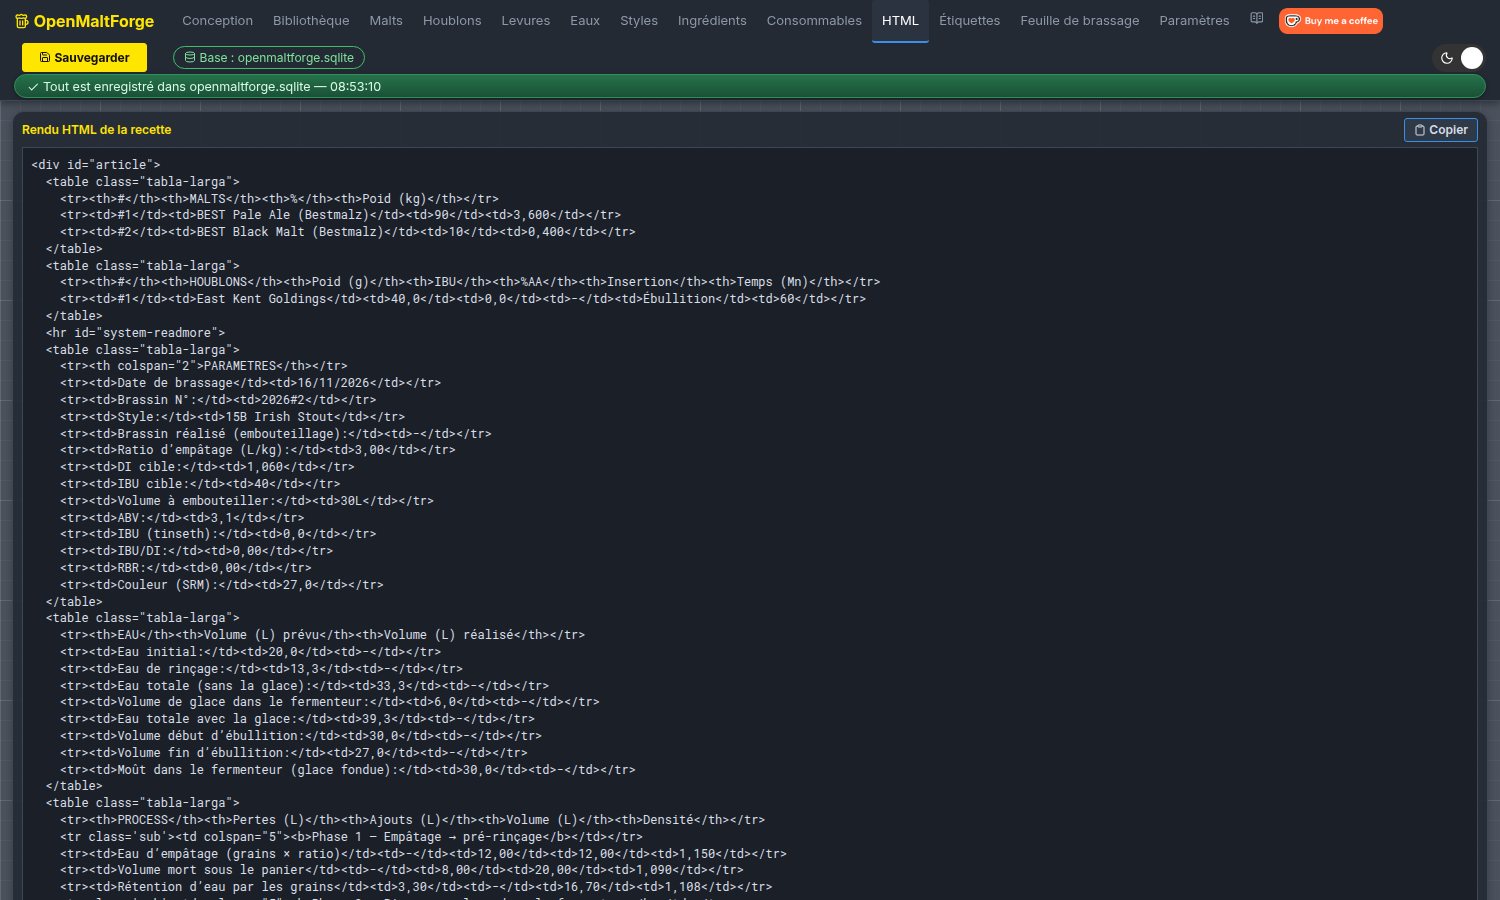 OpenMaltForge Conception Bibliothèque Malts Houblons Levures Eaux Styles Ingrédients Consommables HTML Étiquettes Feuille de brassage Paramètres Buy me a coffee
Sauvegarder Base : openmaltforge.sqlite
✓ Tout est enregistré dans openmaltforge.sqlite — 08:53:10
Rendu HTML de la recette Copier
<div id="article">
  <table class="tabla-larga">
    <tr><th>#</th><th>MALTS</th><th>%</th><th>Poid (kg)</th></tr>
    <tr><td>#1</td><td>BEST Pale Ale (Bestmalz)</td><td>90</td><td>3,600</td></tr>
    <tr><td>#2</td><td>BEST Black Malt (Bestmalz)</td><td>10</td><td>0,400</td></tr>
  </table>
  <table class="tabla-larga">
    <tr><th>#</th><th>HOUBLONS</th><th>Poid (g)</th><th>IBU</th><th>%AA</th><th>Insertion</th><th>Temps (Mn)</th></tr>
    <tr><td>#1</td><td>East Kent Goldings</td><td>40,0</td><td>0,0</td><td>-</td><td>Ébullition</td><td>60</td></tr>
  </table>
  <hr id="system-readmore">
  <table class="tabla-larga">
    <tr><th colspan="2">PARAMETRES</th></tr>
    <tr><td>Date de brassage</td><td>16/11/2026</td></tr>
    <tr><td>Brassin N°:</td><td>2026#2</td></tr>
    <tr><td>Style:</td><td>15B Irish Stout</td></tr>
    <tr><td>Brassin réalisé (embouteillage):</td><td>-</td></tr>
    <tr><td>Ratio d'empâtage (L/kg):</td><td>3,00</td></tr>
    <tr><td>DI cible:</td><td>1,060</td></tr>
    <tr><td>IBU cible:</td><td>40</td></tr>
    <tr><td>Volume à embouteiller:</td><td>30L</td></tr>
    <tr><td>ABV:</td><td>3,1</td></tr>
    <tr><td>IBU (tinseth):</td><td>0,0</td></tr>
    <tr><td>IBU/DI:</td><td>0,00</td></tr>
    <tr><td>RBR:</td><td>0,00</td></tr>
    <tr><td>Couleur (SRM):</td><td>27,0</td></tr>
  </table>
  <table class="tabla-larga">
    <tr><th>EAU</th><th>Volume (L) prévu</th><th>Volume (L) réalisé</th></tr>
    <tr><td>Eau initial:</td><td>20,0</td><td>-</td></tr>
    <tr><td>Eau de rinçage:</td><td>13,3</td><td>-</td></tr>
    <tr><td>Eau totale (sans la glace):</td><td>33,3</td><td>-</td></tr>
    <tr><td>Volume de glace dans le fermenteur:</td><td>6,0</td><td>-</td></tr>
    <tr><td>Eau totale avec la glace:</td><td>39,3</td><td>-</td></tr>
    <tr><td>Volume début d'ébullition:</td><td>30,0</td><td>-</td></tr>
    <tr><td>Volume fin d'ébullition:</td><td>27,0</td><td>-</td></tr>
    <tr><td>Moût dans le fermenteur (glace fondue):</td><td>30,0</td><td>-</td></tr>
  </table>
  <table class="tabla-larga">
    <tr><th>PROCESS</th><th>Pertes (L)</th><th>Ajouts (L)</th><th>Volume (L)</th><th>Densité</th></tr>
    <tr class='sub'><td colspan="5"><b>Phase 1 — Empâtage → pré-rinçage</b></td></tr>
    <tr><td>Eau d'empâtage (grains × ratio)</td><td>-</td><td>12,00</td><td>12,00</td><td>1,150</td></tr>
    <tr><td>Volume mort sous le panier</td><td>-</td><td>8,00</td><td>20,00</td><td>1,090</td></tr>
    <tr><td>Rétention d'eau par les grains</td><td>3,30</td><td>-</td><td>16,70</td><td>1,108</td></tr>